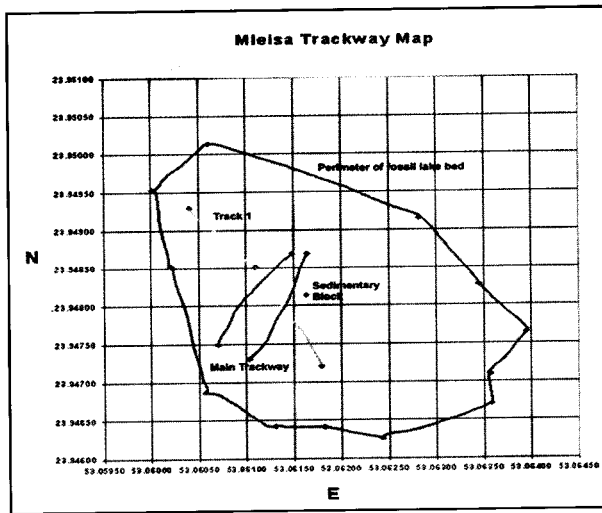 Mleisa Trackway Map
23.95100
23.95050
23.95000
Perimeter of fossil lake bed
23.94950
Track 1
23.94900
N
23.94850
Sedimentary
Block
23.94800
23.94750
Main Trackway
23.94700
23.94650
23.94600
53.05950 53.06000 53.06050 53.06100 53.06150 53.06200 53.06250 53.06300 53.06350 53.06400 53.06450
E